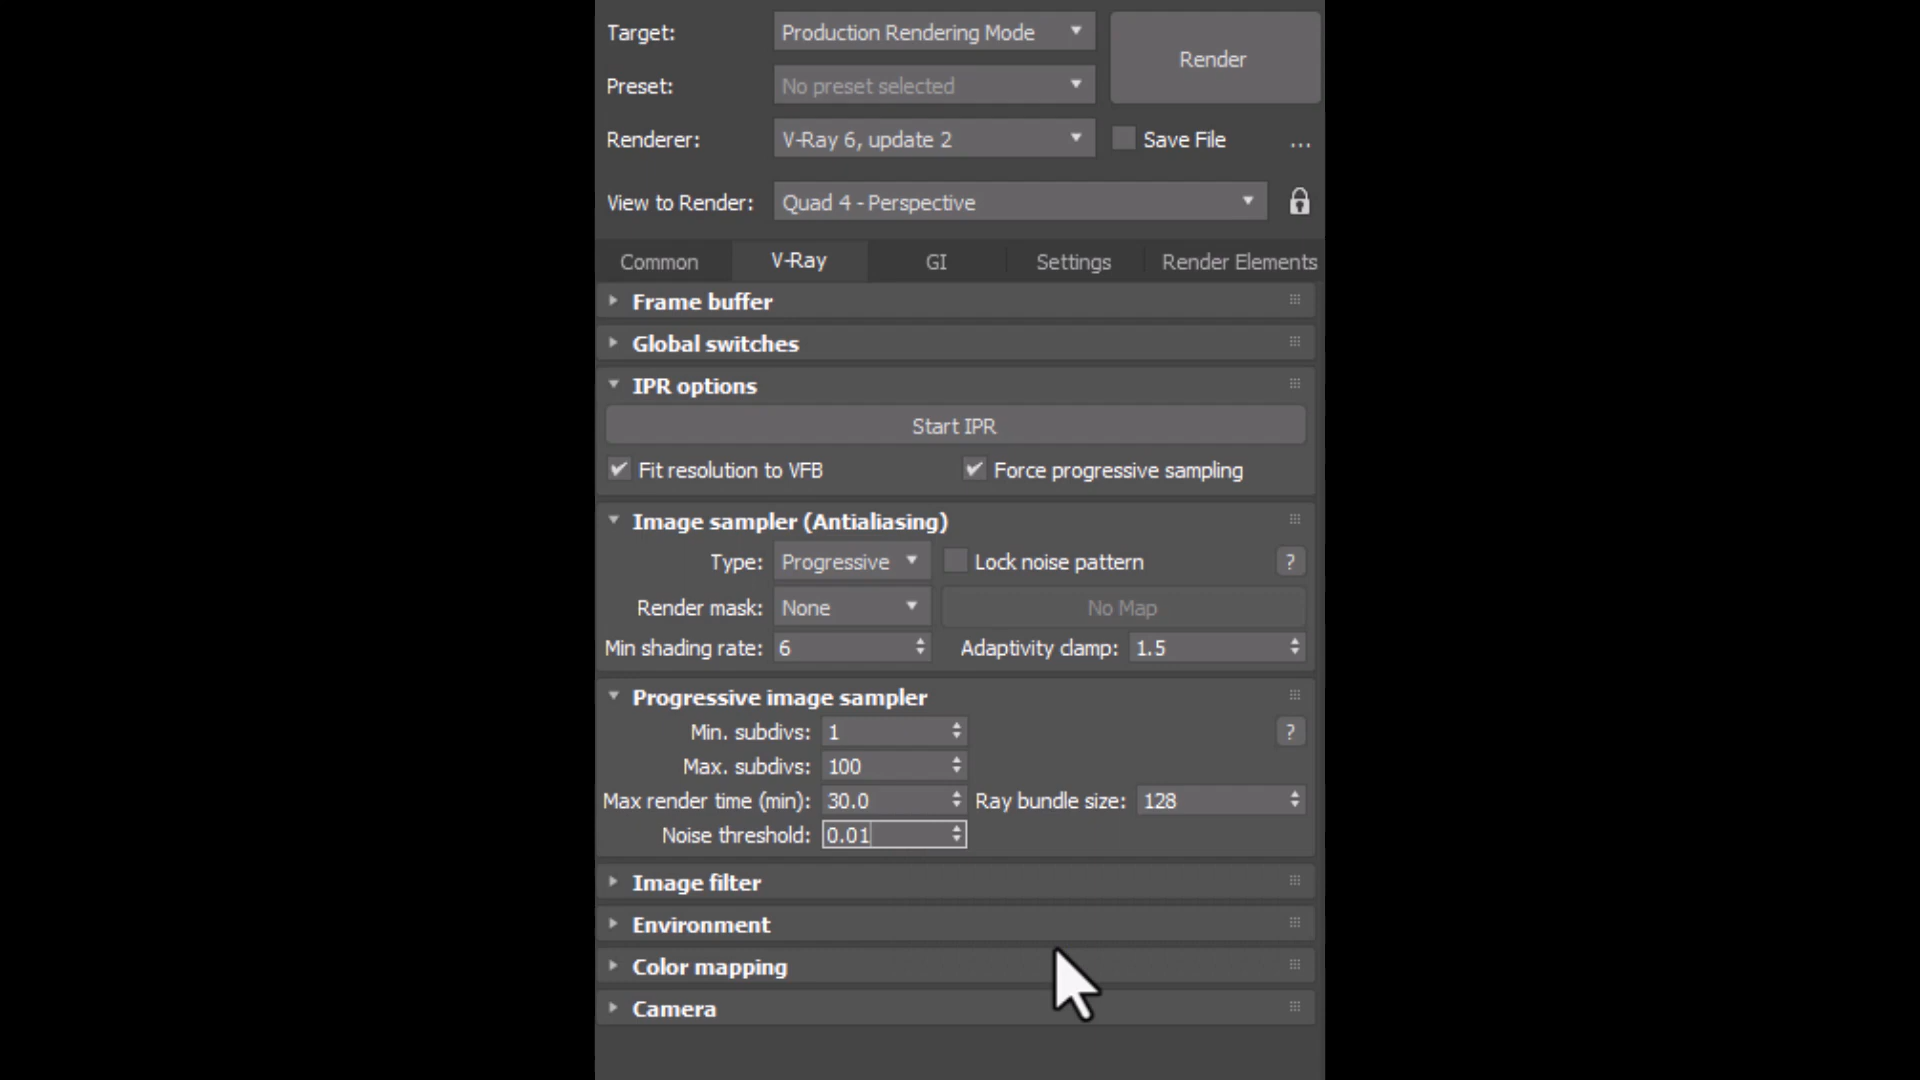 Target: Production Rendering Mode Render
Preset: No preset selected
Renderer: V-Ray 6, update 2 Save File ...
View to Render: Quad 4 - Perspective
Common V-Ray GI Settings Render Elements
Frame buffer
Global switches
IPR options
Start IPR
Fit resolution to VFB Force progressive sampling
Image sampler (Antialiasing)
Type: Progressive Lock noise pattern ?
Render mask: None No Map
Min shading rate: 6 Adaptivity clamp: 1.5
Progressive image sampler
Min. subdivs: 1 ?
Max. subdivs: 100
Max render time (min): 30.0 Ray bundle size: 128
Noise threshold: 0.01
Image filter
Environment
Color mapping
Camera